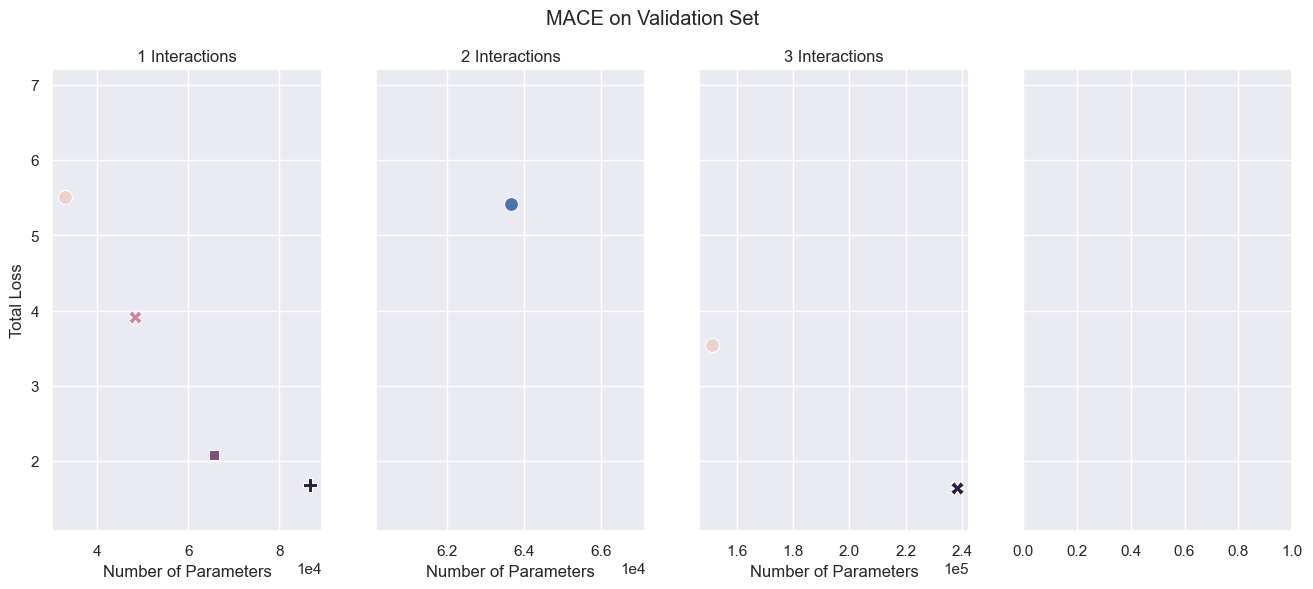 MACE on Validation Set
1 Interactions
2 Interactions
3 Interactions
Total Loss
7
6
5
4
3
2
4 6 8
1e4
Number of Parameters
6.2 6.4 6.6
1e4
Number of Parameters
1.6 1.8 2.0 2.2 2.4
1e5
Number of Parameters
0.0 0.2 0.4 0.6 0.8 1.0